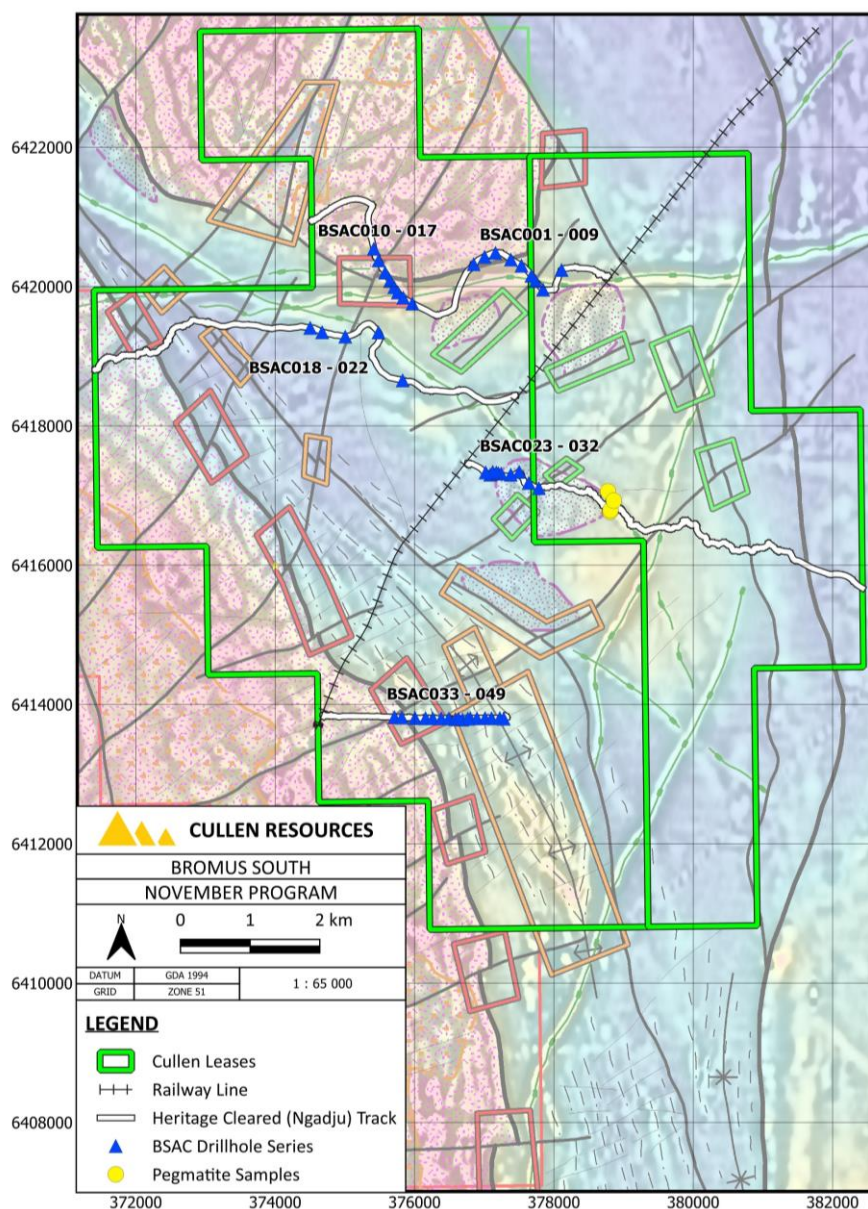 BSAC010 - 017
BSAC001 - 009
BSAC018 - 022
BSAC023 - 032
BSAC033 - 049
6422000
6420000
6418000
6416000
6414000
6412000
6410000
6408000
CULLEN RESOURCES
BROMUS SOUTH
NOVEMBER PROGRAM
N
0 1 2 km
DATUM GDA 1994
GRID ZONE 51
1 : 65 000
LEGEND
Cullen Leases
Railway Line
Heritage Cleared (Ngadju) Track
BSAC Drillhole Series
Pegmatite Samples
372000 374000 376000 378000 380000 382000